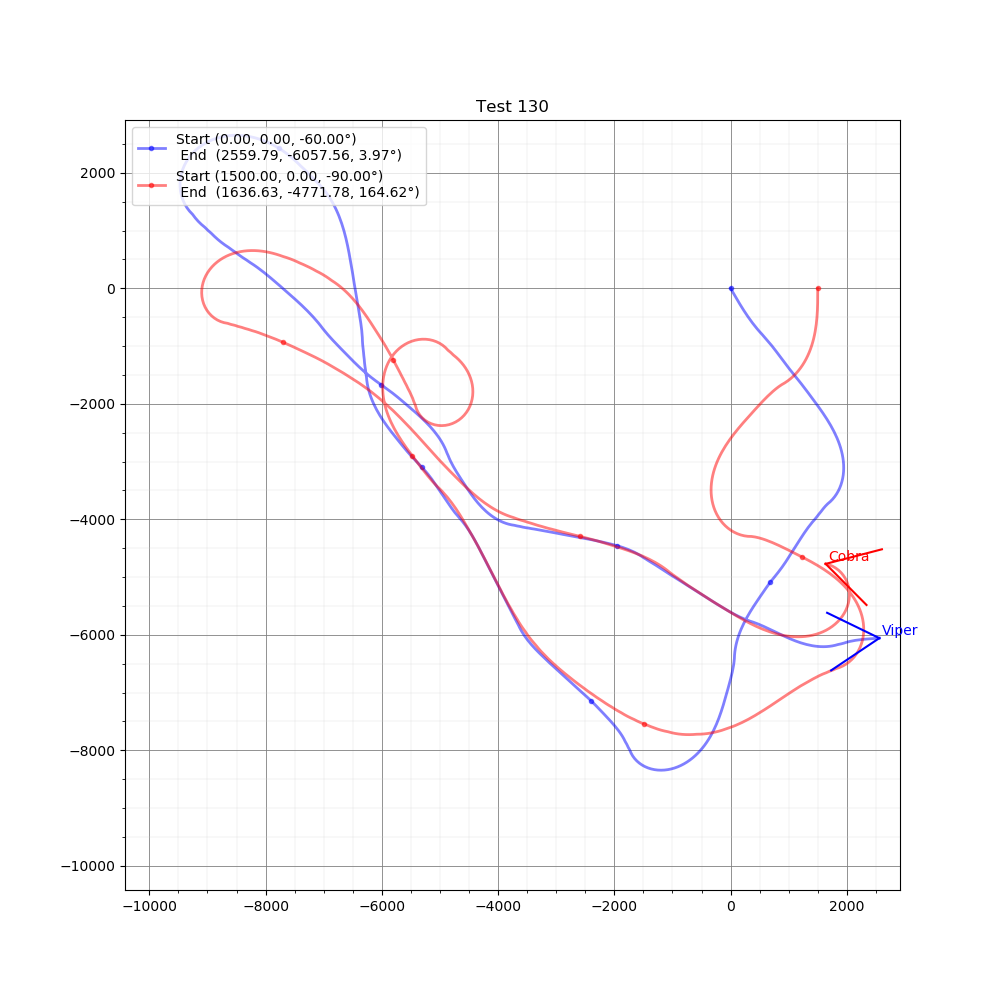 Test 130
Start (0.00, 0.00, -60.00°)
End (2559.79, -6057.56, 3.97°)
Start (1500.00, 0.00, -90.00°)
End (1636.63, -4771.78, 164.62°)
2000
0
−2000
−4000
−6000
−8000
−10000
Cobra
Viper
−10000 −8000 −6000 −4000 −2000 0 2000